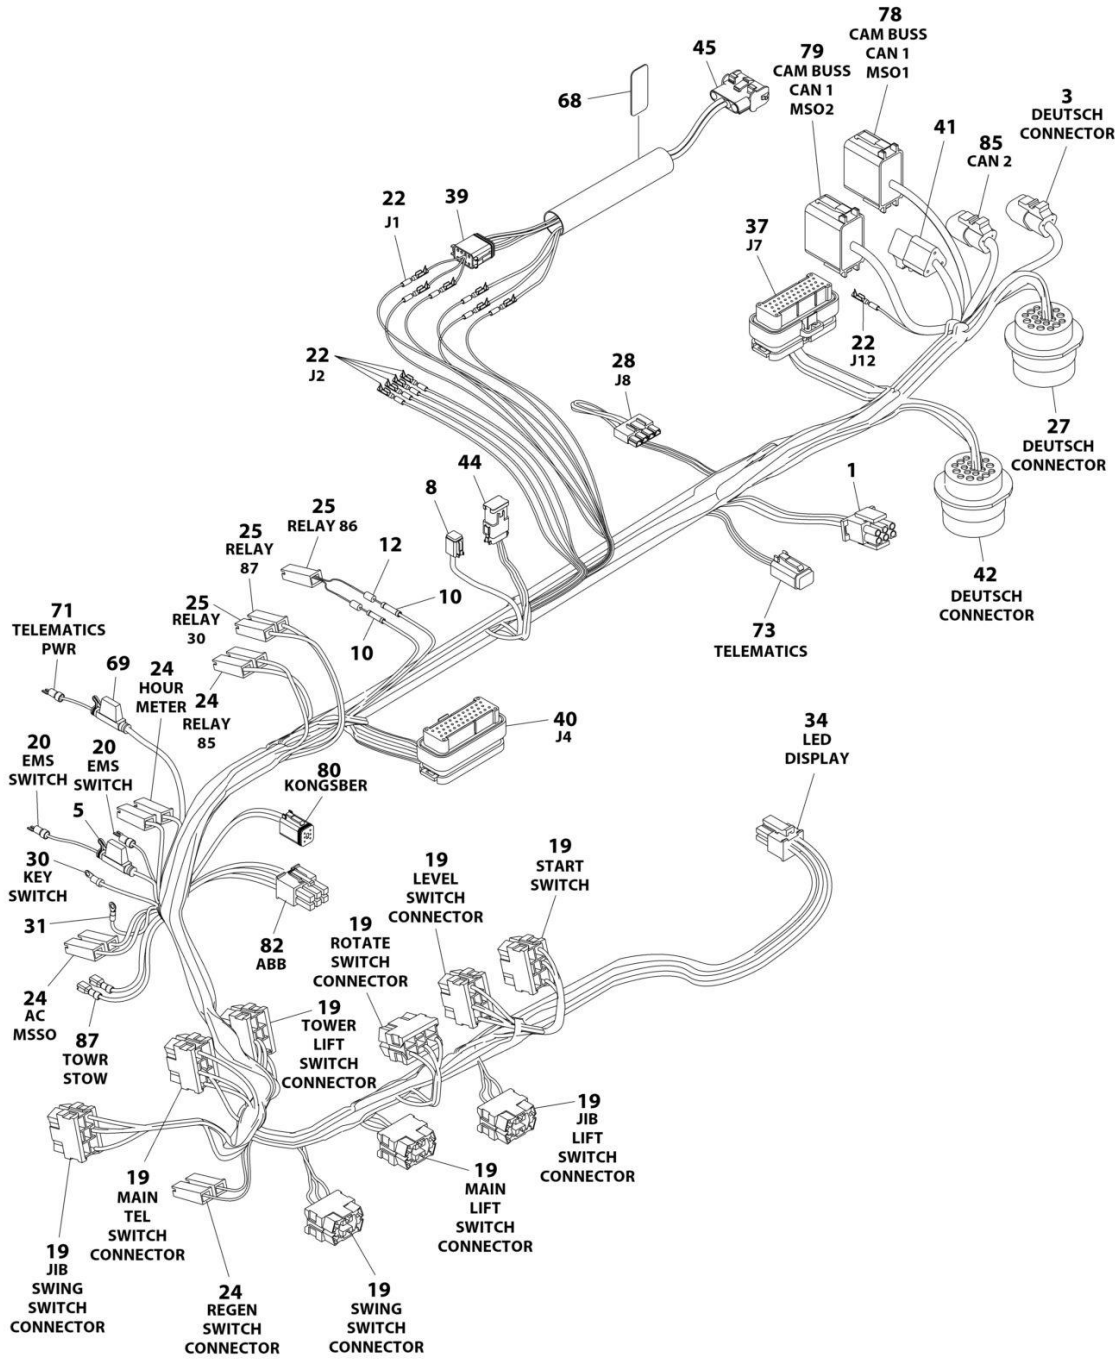 78
CAM BUSS
CAN 1
MSO1
79
CAM BUSS
CAN 1
MSO2
45
68
3
DEUTSCH
CONNECTOR
41
85
CAN 2
22
J1
39
37
J7
22
J12
22
J2
28
J8
27
DEUTSCH
CONNECTOR
44
8
1
25
RELAY 86
25
RELAY
87
12
10
10
42
DEUTSCH
CONNECTOR
73
TELEMATICS
71
TELEMATICS
PWR
69
25
RELAY
30
24
HOUR
METER
24
RELAY
85
40
J4
34
LED
DISPLAY
20
EMS
SWITCH
20
EMS
SWITCH
5
80
KONGSBER
30
KEY
SWITCH
31
19
LEVEL
SWITCH
CONNECTOR
19
START
SWITCH
82
ABB
19
ROTATE
SWITCH
CONNECTOR
24
AC
MSSO
87
TOWR
STOW
19
TOWER
LIFT
SWITCH
CONNECTOR
19
JIB
LIFT
SWITCH
CONNECTOR
19
MAIN
LIFT
SWITCH
CONNECTOR
19
MAIN
TEL
SWITCH
CONNECTOR
19
JIB
SWING
SWITCH
CONNECTOR
24
REGEN
SWITCH
CONNECTOR
19
SWING
SWITCH
CONNECTOR